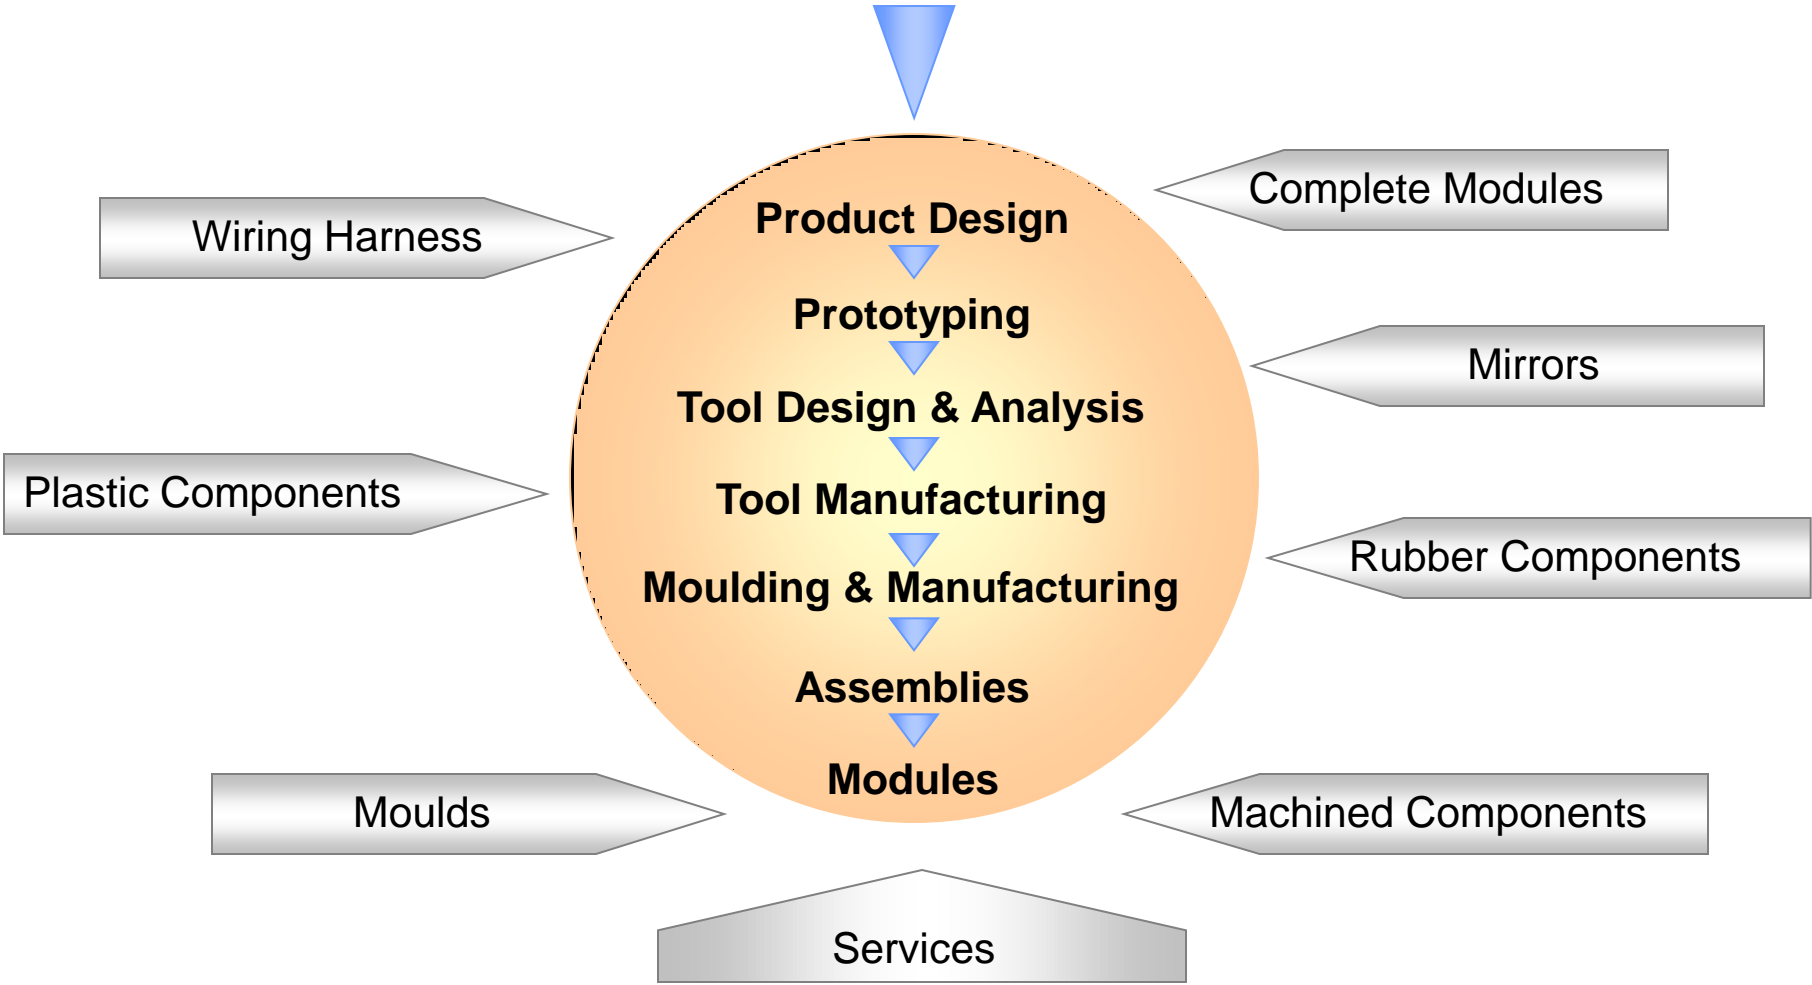 Complete Modules
Product Design
Wiring Harness
Prototyping
Mirrors
Tool Design & Analysis
Plastic Components
Tool Manufacturing
Rubber Components
Moulding & Manufacturing
Assemblies
Modules
Moulds
Machined Components
Services